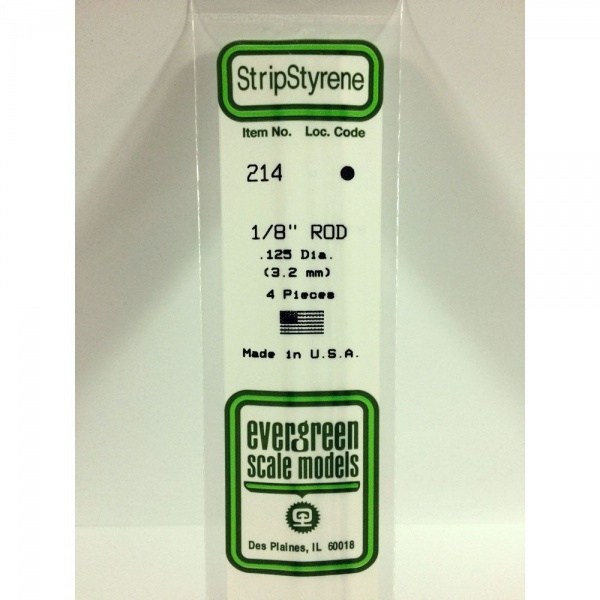 StripStyrene
Item No. Loc. Code
214
1/8" ROD
.125 Dia.
(3.2 mm)
4 Pieces
Made in U.S.A.
evergreen
scale models
Des Plaines, IL 60018